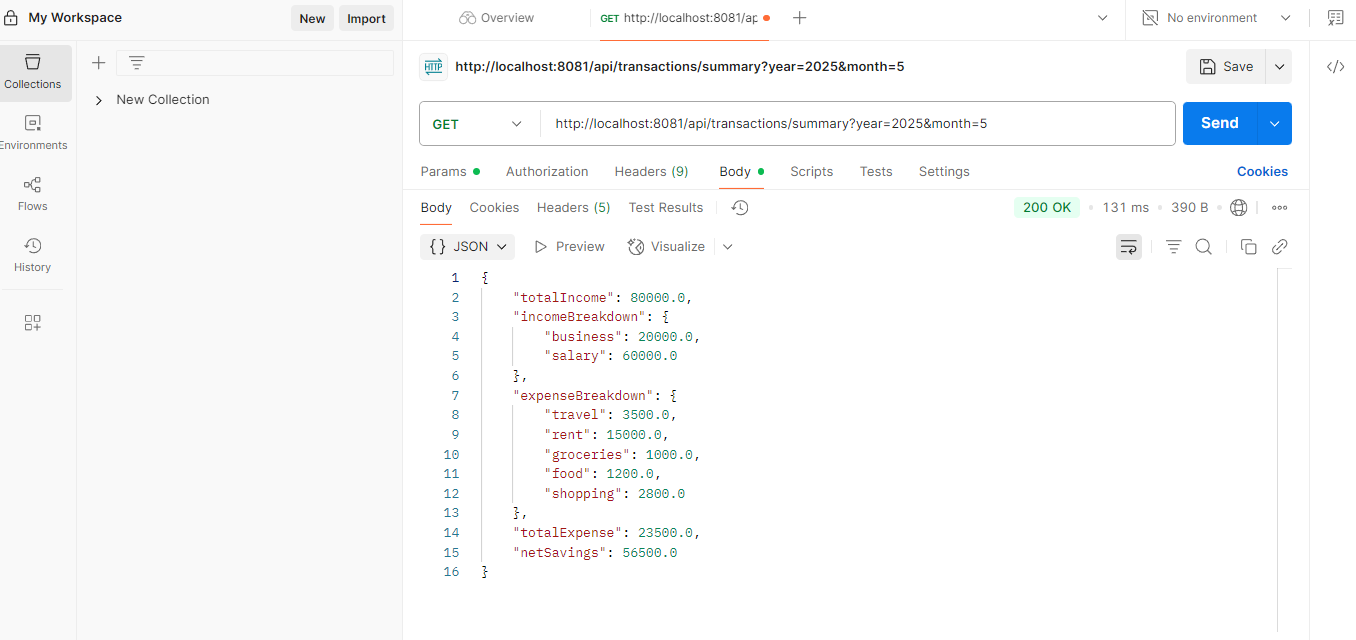 My Workspace
New
Import
Overview
GET http://localhost:8081/ap
No environment
Collections
Environments
Flows
History
New Collection
HTTP
http://localhost:8081/api/transactions/summary?year=2025&month=5
Save
GET
http://localhost:8081/api/transactions/summary?year=2025&month=5
Send
Params
Authorization
Headers (9)
Body
Scripts
Tests
Settings
Cookies
Body
Cookies
Headers (5)
Test Results
200 OK
131 ms
390 B
{} JSON
Preview
Visualize
1 {
2 "totalIncome": 80000.0,
3 "incomeBreakdown": {
4 "business": 20000.0,
5 "salary": 60000.0
6 },
7 "expenseBreakdown": {
8 "travel": 3500.0,
9 "rent": 15000.0,
10 "groceries": 1000.0,
11 "food": 1200.0,
12 "shopping": 2800.0
13 },
14 "totalExpense": 23500.0,
15 "netSavings": 56500.0
16 }